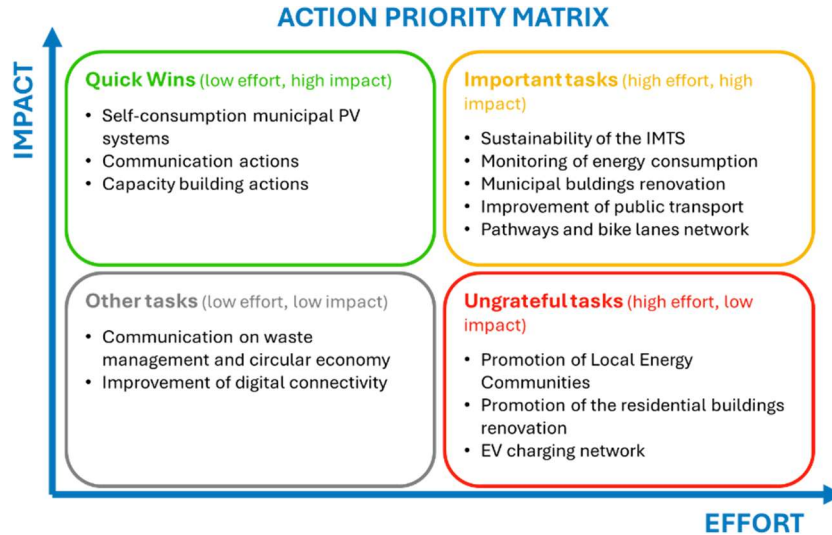 ACTION PRIORITY MATRIX
IMPACT
Quick Wins (low effort, high impact)
• Self-consumption municipal PV
systems
• Communication actions
• Capacity building actions
Important tasks (high effort, high
impact)
• Sustainability of the IMTS
• Monitoring of energy consumption
• Municipal buldings renovation
• Improvement of public transport
• Pathways and bike lanes network
Other tasks (low effort, low impact)
• Communication on waste
management and circular economy
• Improvement of digital connectivity
Ungrateful tasks (high effort, low
impact)
• Promotion of Local Energy
Communities
• Promotion of the residential buildings
renovation
• EV charging network
EFFORT